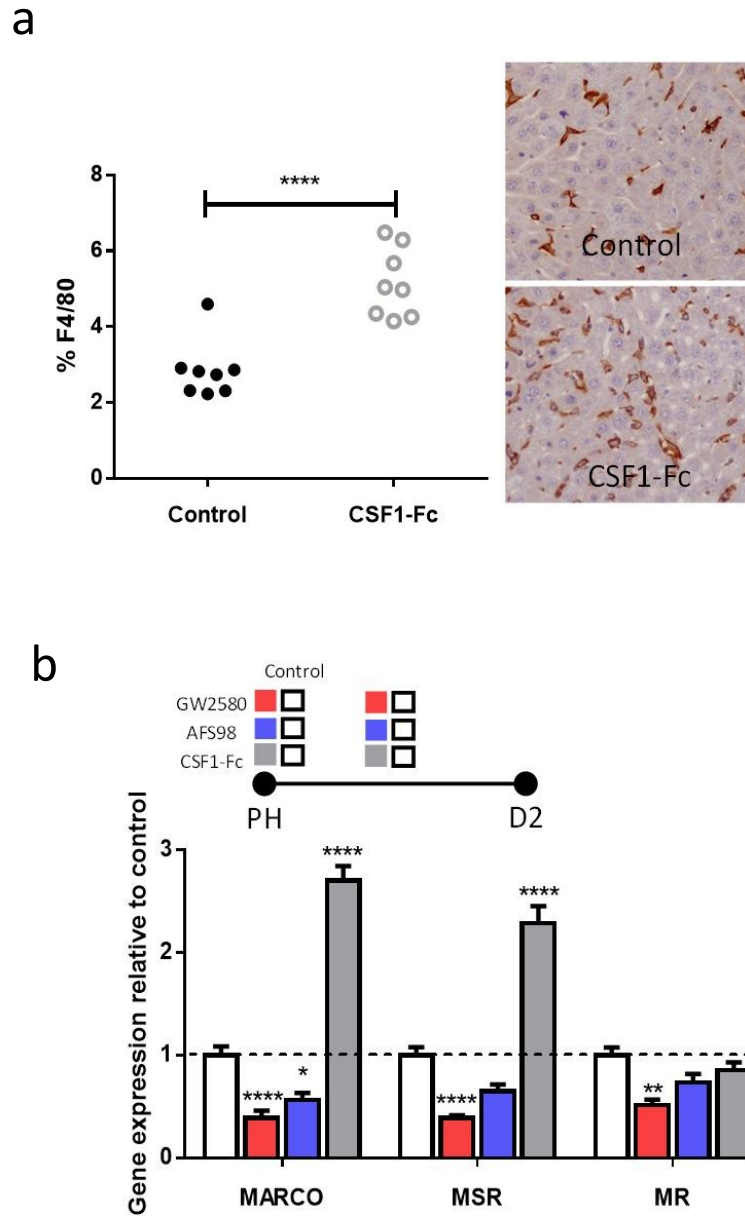 a
8
6
4
2
0
% F4/80
****
Control
CSF1-Fc
Control
CSF1-Fc
b
Control
GW2580
AFS98
CSF1-Fc
PH
D2
Gene expression relative to control
3
2
1
0
****
*
****
****
****
**
MARCO
MSR
MR